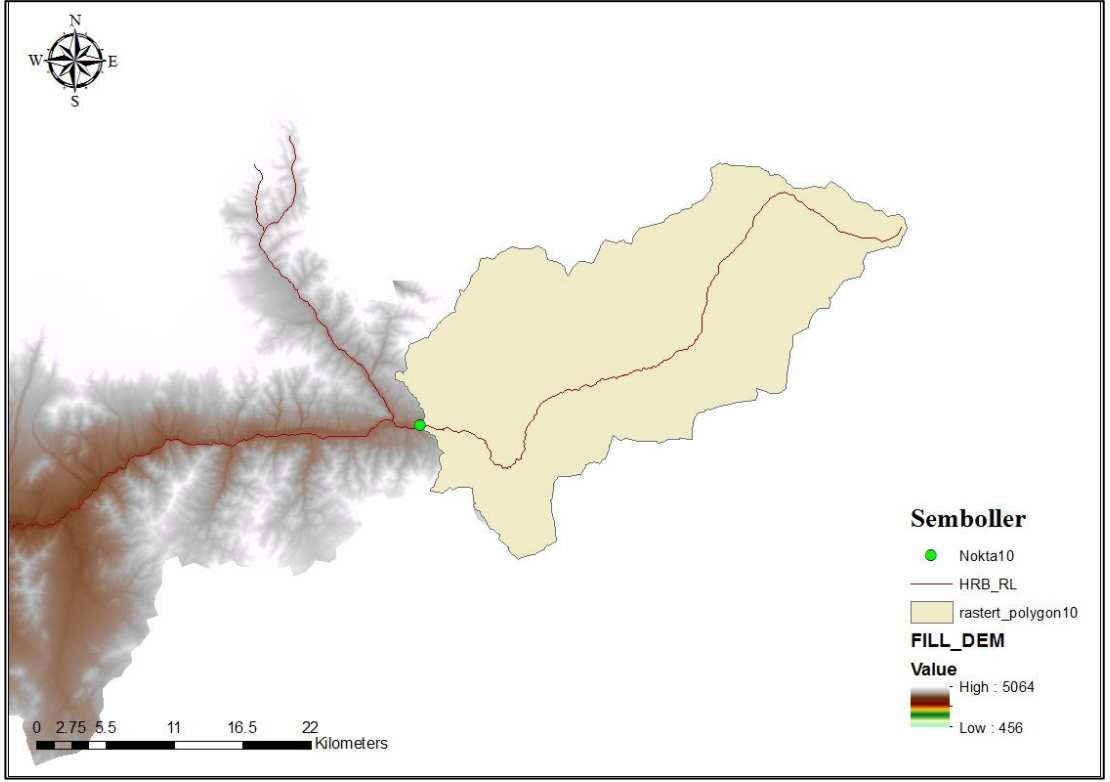 N
W E
S
Semboller
Nokta10
HRB_RL
rastert_polygon10
FILL_DEM
Value
High : 5064
Low : 456
0 2.75 5.5 11 16.5 22
Kilometers